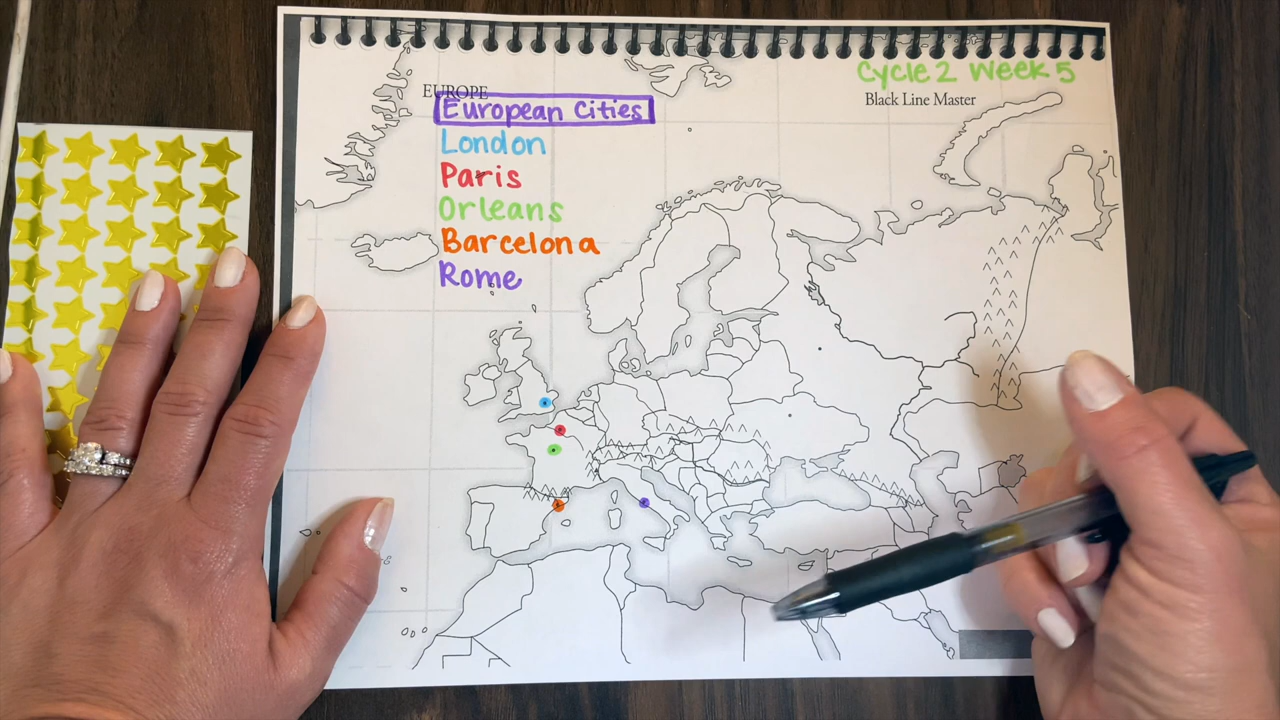 Cycle 2 Week 5
EUROPE
Black Line Master
European Cities
London
Paris
Orleans
Barcelona
Rome